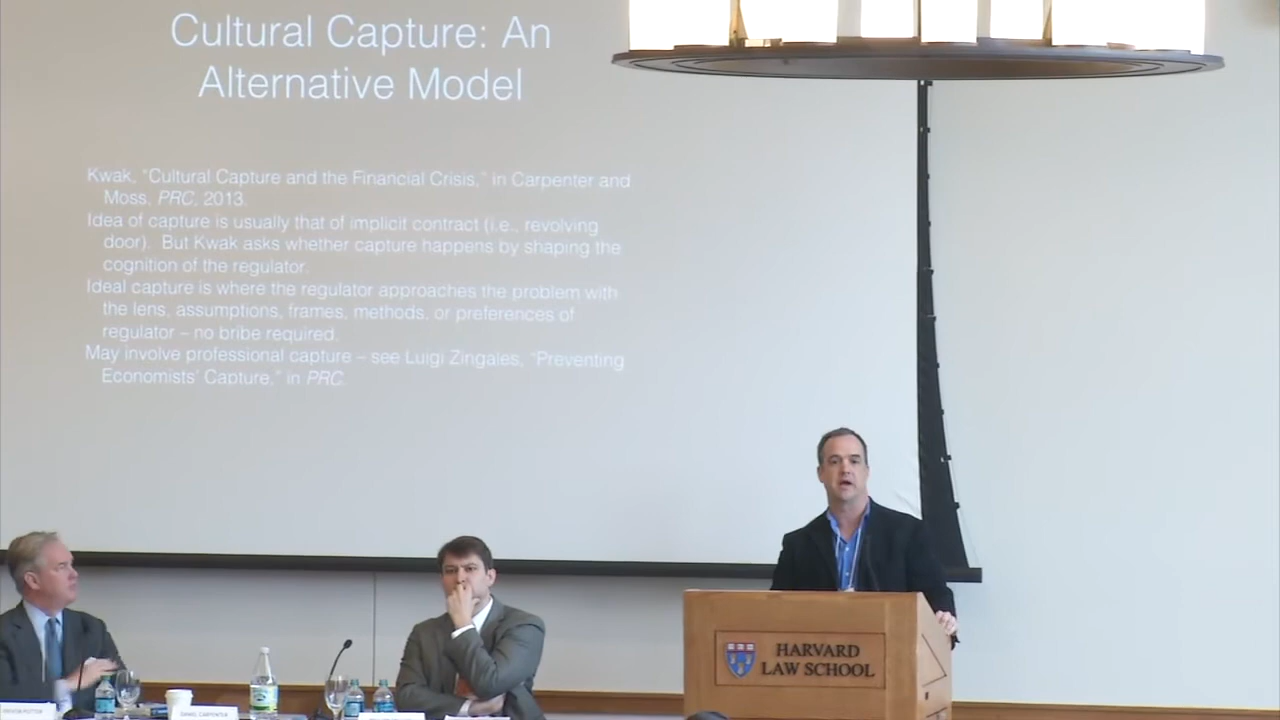 Cultural Capture: An
Alternative Model
Kwak, “Cultural Capture and the Financial Crisis,” in Carpenter and
Moss, PRC, 2013.
Idea of capture is usually that of implicit contract (i.e., revolving
door). But Kwak asks whether capture happens by shaping the
cognition of the regulator.
Ideal capture is where the regulator approaches the problem with
the lens, assumptions, frames, methods, or preferences of
regulator – no bribe required.
May involve professional capture – see Luigi Zingales, “Preventing
Economists’ Capture,” in PRC.
HARVARD
LAW SCHOOL
TREVOR POTTER
DANIEL CARPENTER